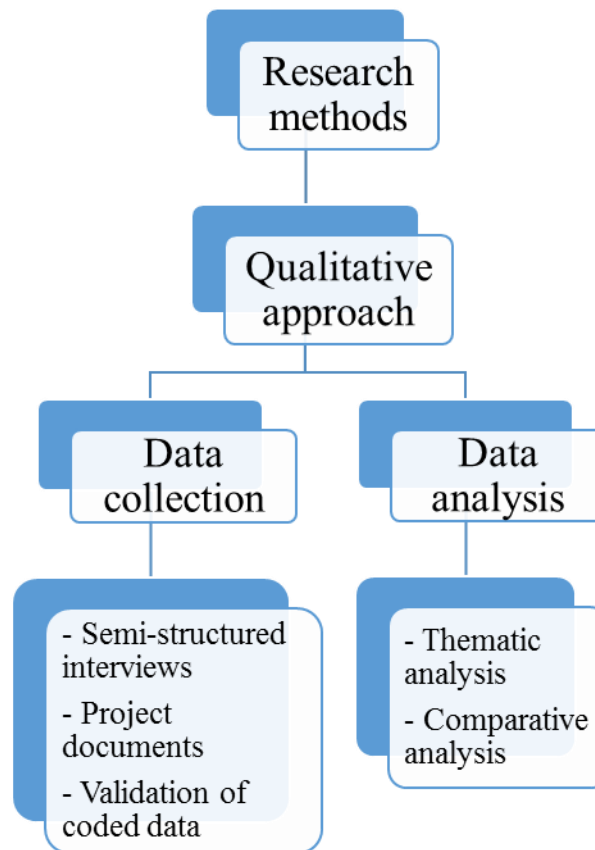 Research
methods
Qualitative
approach
Data
collection
Data
analysis
- Semi-structured
interviews
- Project
documents
- Validation of
coded data
- Thematic
analysis
- Comparative
analysis